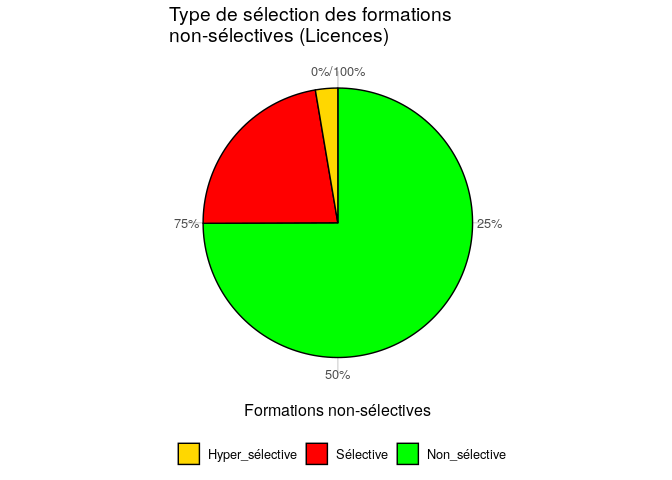 Type de sélection des formations
non-sélectives (Licences)
0%/100%
75%
25%
50%
Formations non-sélectives
Hyper_sélective Sélective Non_sélective